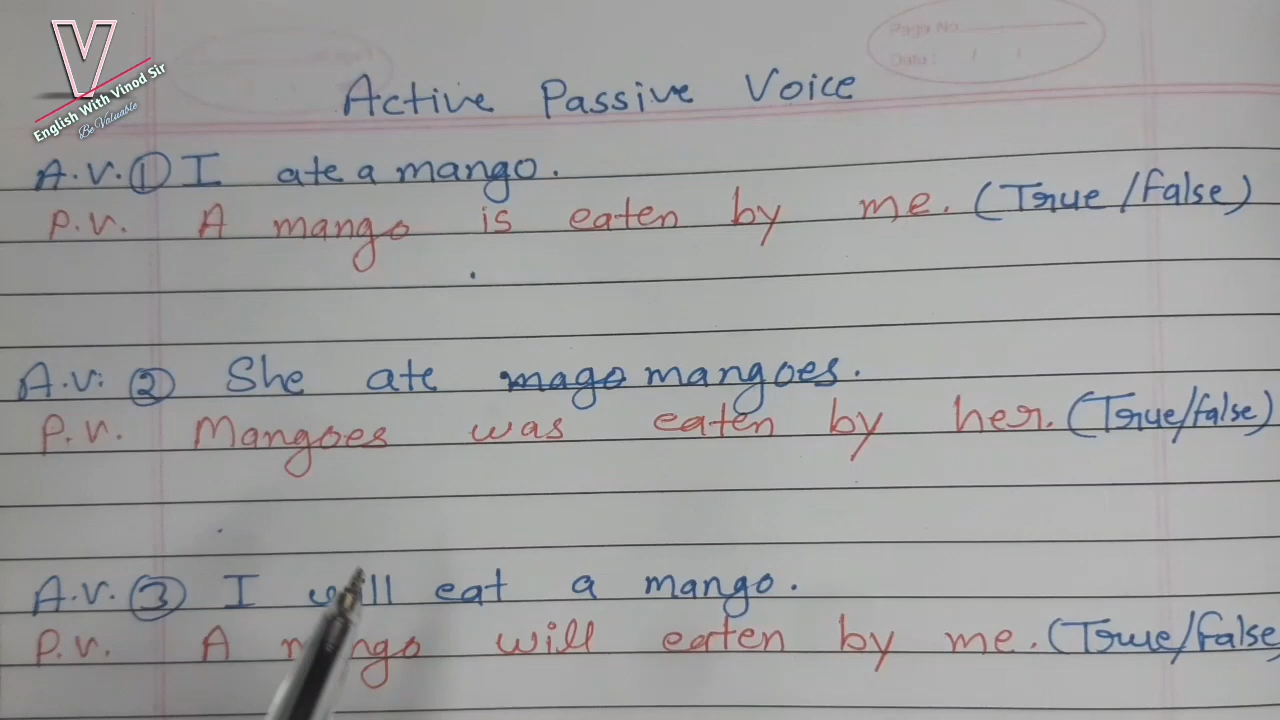 V
English With Vinod Sir
Be Valuable
Page No
Date: / /
Active Passive Voice
A.V. ① I ate a mango.
P.V. A mango is eaten by me. (True/False)
A.V. ② She ate mangoes.
P.V. Mangoes was eaten by her. (True/False)
A.V. ③ I will eat a mango.
P.V. A mango will eaten by me. (True/False